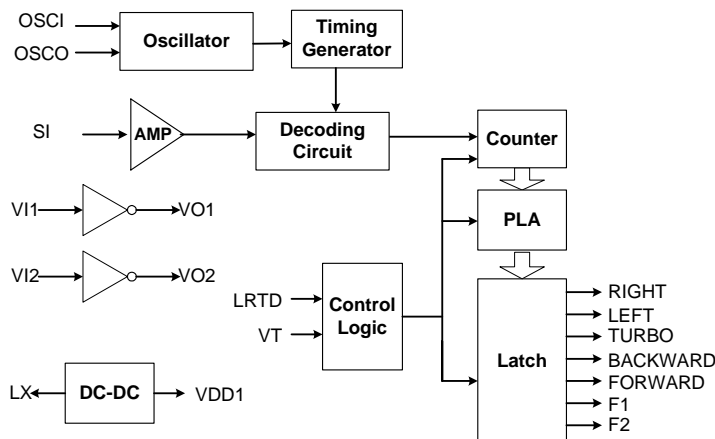 OSCI
OSCO
Oscillator
Timing
Generator
SI
AMP
Decoding
Circuit
Counter
VI1
VO1
PLA
VI2
VO2
LRTD
VT
Control
Logic
Latch
RIGHT
LEFT
TURBO
BACKWARD
FORWARD
F1
F2
LX
DC-DC
VDD1